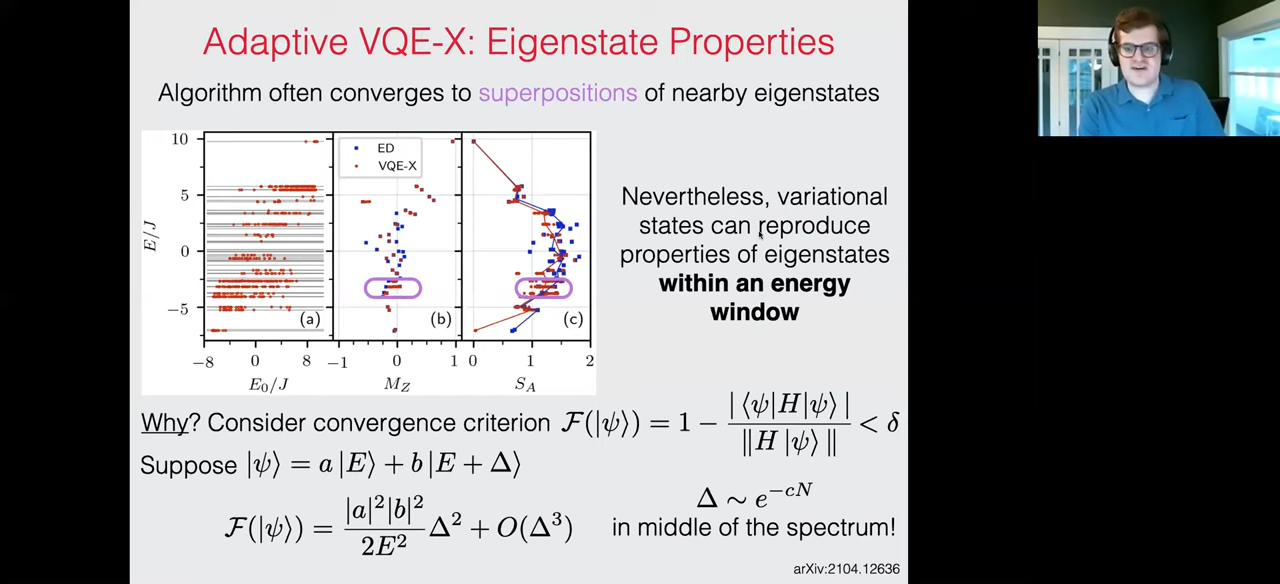 Adaptive VQE-X: Eigenstate Properties
Algorithm often converges to superpositions of nearby eigenstates
10
5
0
−5
E/J
ED
VQE-X
(a)
(b)
(c)
−8 0 8 −1 0 1 0 1 2
E₀/J
M_Z
S_A
Nevertheless, variational
states can reproduce
properties of eigenstates
within an energy
window
Why? Consider convergence criterion F(|ψ⟩) = 1 − |⟨ψ|H|ψ⟩| / ‖H|ψ⟩‖ < δ
Suppose |ψ⟩ = a|E⟩ + b|E + Δ⟩
F(|ψ⟩) = |a|²|b|² / 2E² Δ² + O(Δ³)
Δ ∼ e^{−cN}
in middle of the spectrum!
arXiv:2104.12636